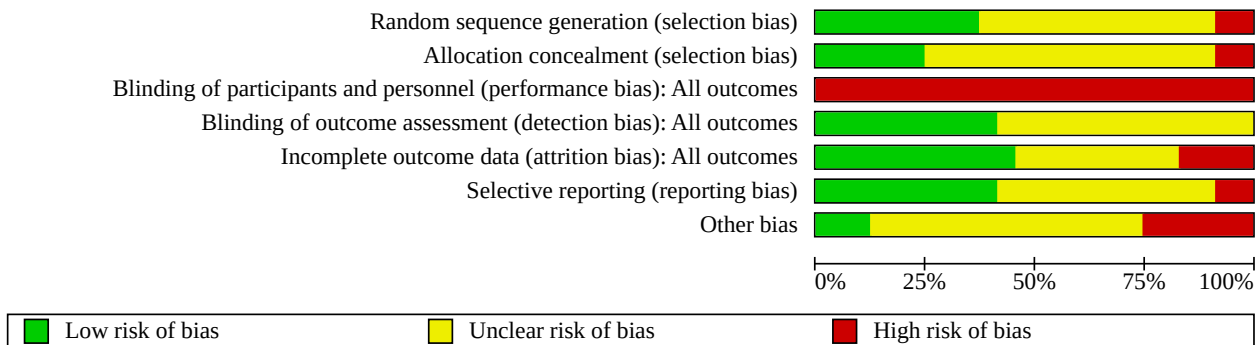 Random sequence generation (selection bias)
Allocation concealment (selection bias)
Blinding of participants and personnel (performance bias): All outcomes
Blinding of outcome assessment (detection bias): All outcomes
Incomplete outcome data (attrition bias): All outcomes
Selective reporting (reporting bias)
Other bias
0% 25% 50% 75% 100%
Low risk of bias Unclear risk of bias High risk of bias